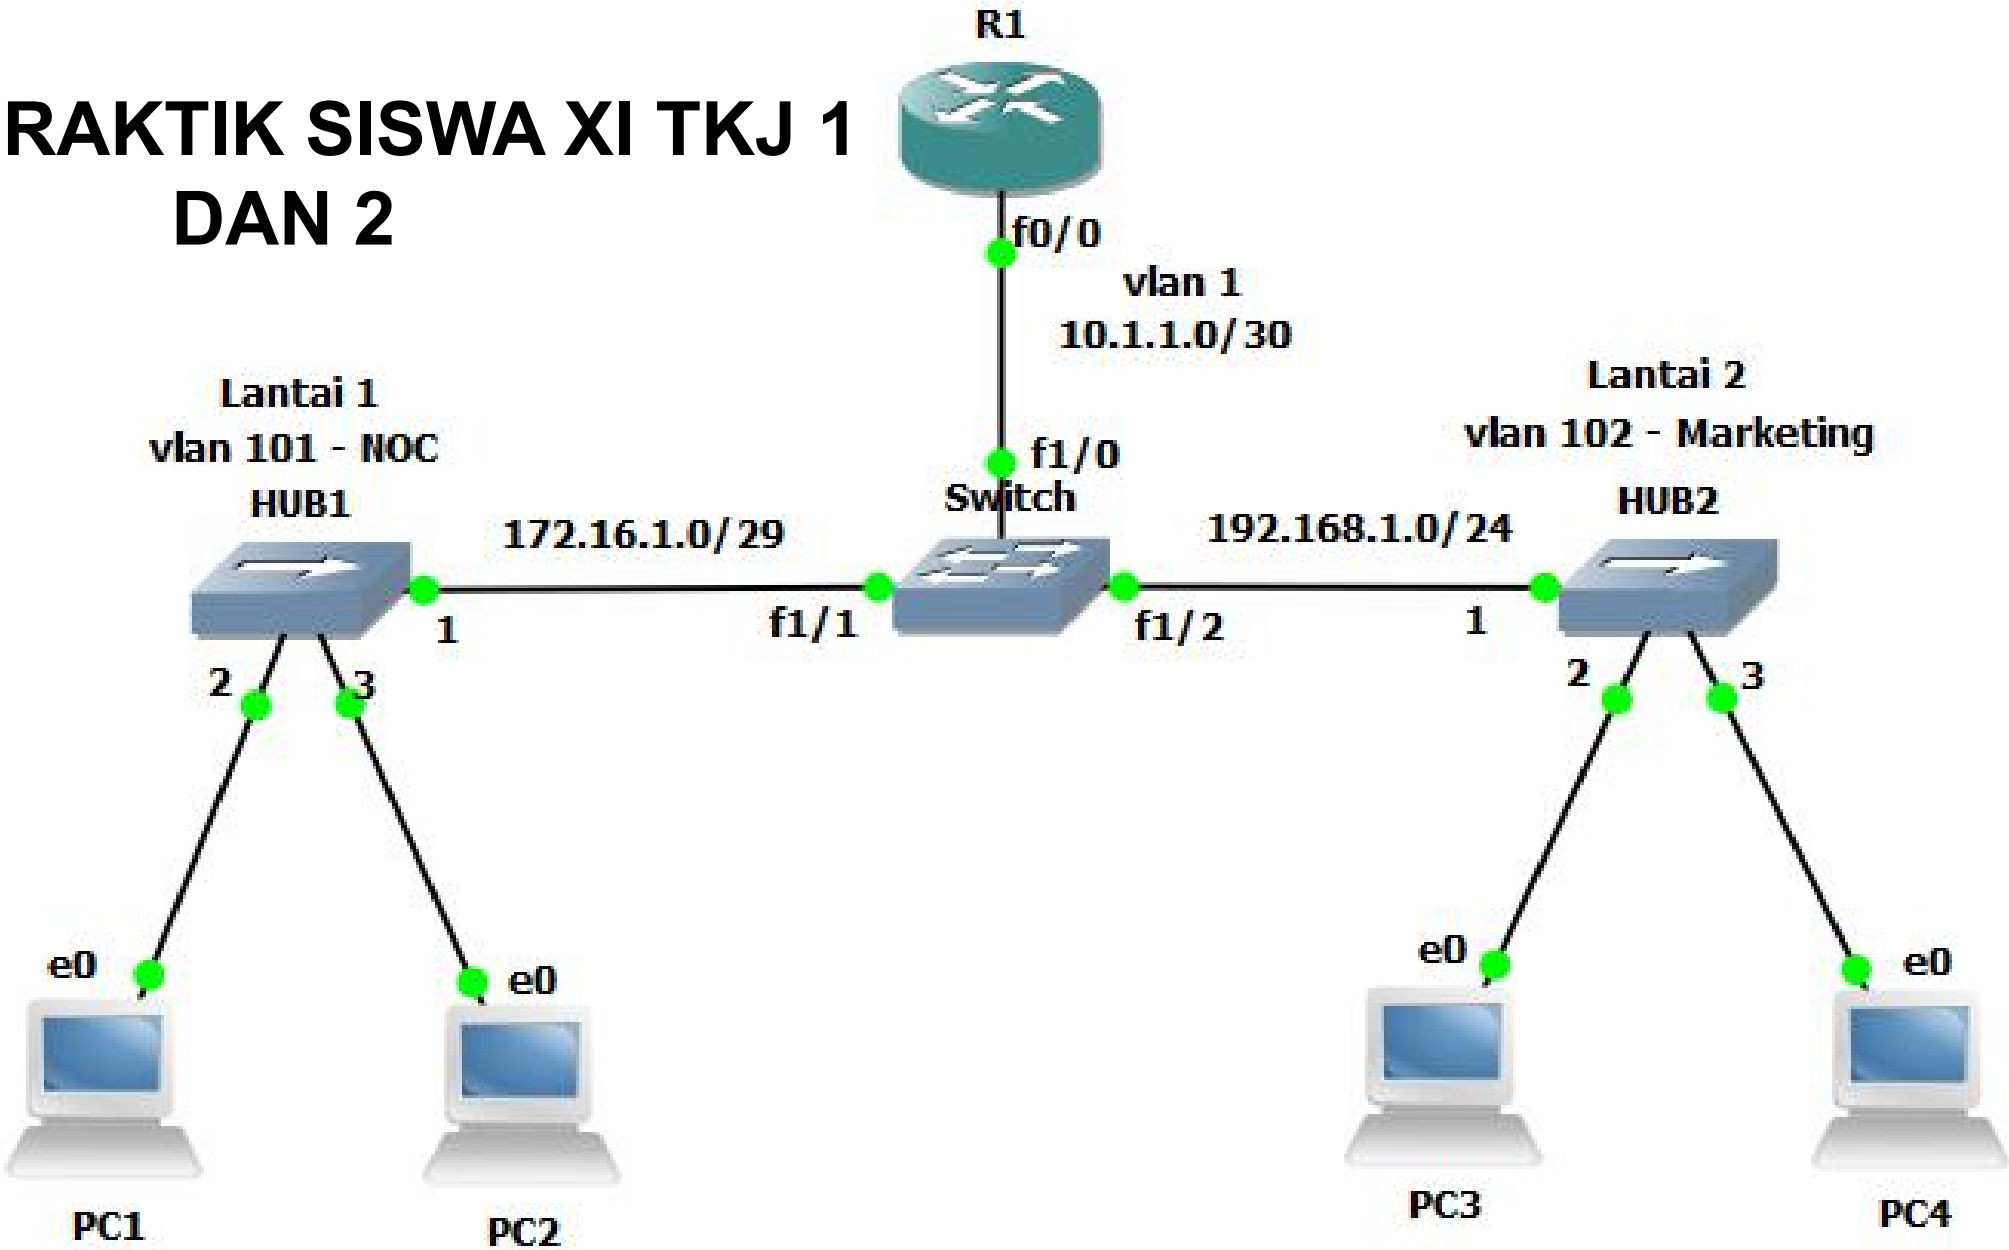 R1
RAKTIK SISWA XI TKJ 1
DAN 2
f0/0
vlan 1
10.1.1.0/30
Lantai 1
vlan 101 - NOC
HUB1
Lantai 2
vlan 102 - Marketing
HUB2
f1/0
Switch
172.16.1.0/29
192.168.1.0/24
1
f1/1
f1/2
1
2
3
2
3
e0
e0
e0
e0
PC1
PC2
PC3
PC4